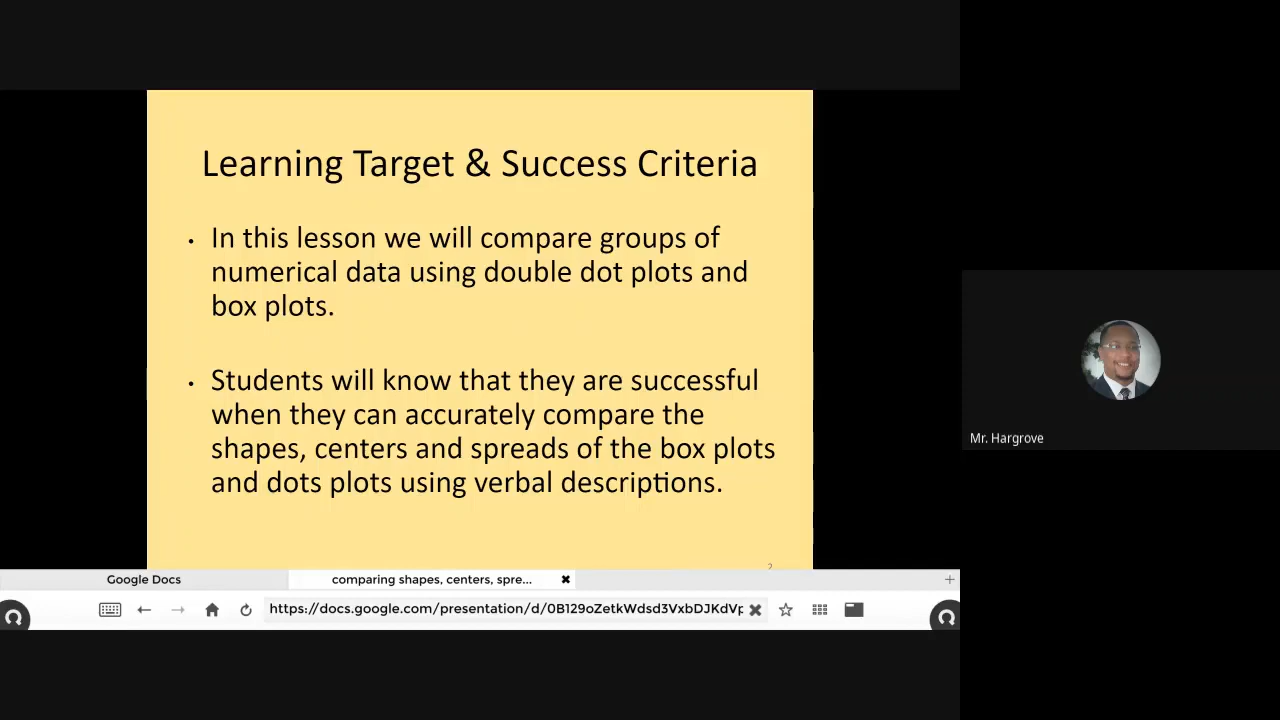 Learning Target & Success Criteria
• In this lesson we will compare groups of
numerical data using double dot plots and
box plots.
• Students will know that they are successful
when they can accurately compare the
shapes, centers and spreads of the box plots
and dots plots using verbal descriptions.
2
Mr. Hargrove
Google Docs
comparing shapes, centers, spre...
https://docs.google.com/presentation/d/0B129oZetkWdsd3VxbDJKdVp